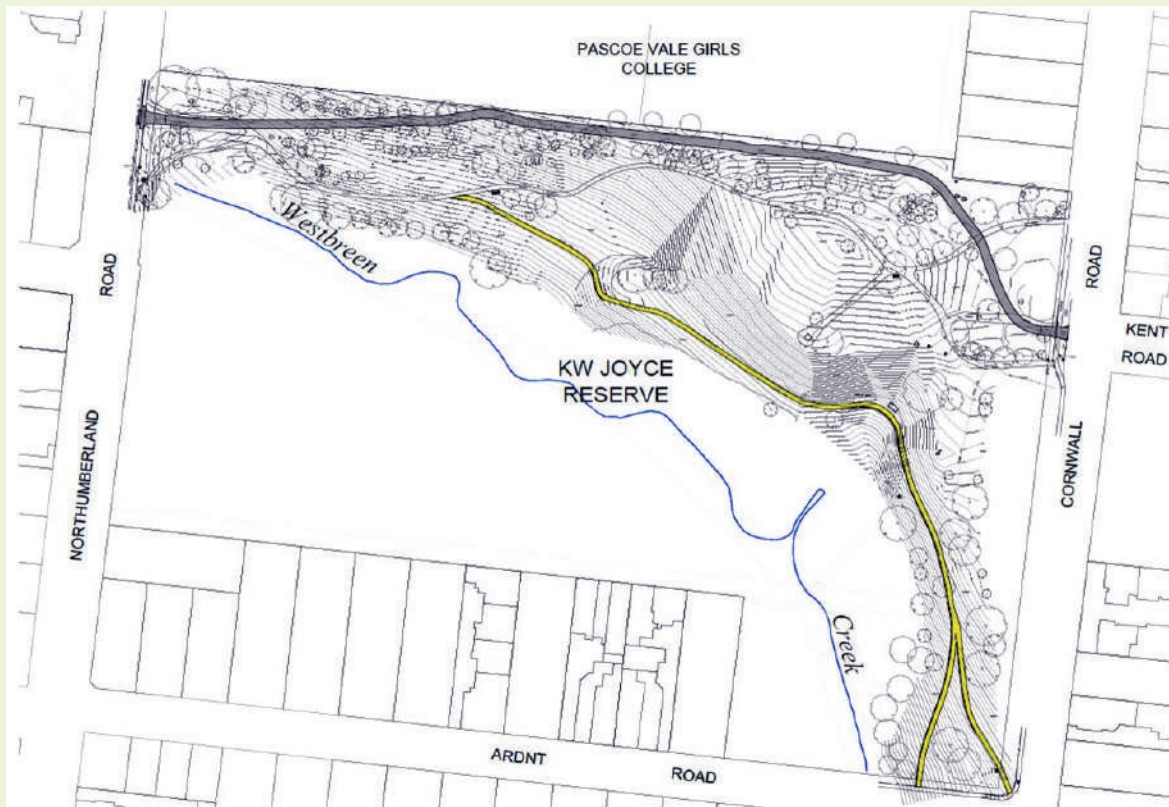 PASCOE VALE GIRLS
COLLEGE
Westbreen
ROAD
ROAD
KENT
ROAD
KW JOYCE
RESERVE
NORTHUMBERLAND
CORNWALL
Creek
ARDNT
ROAD